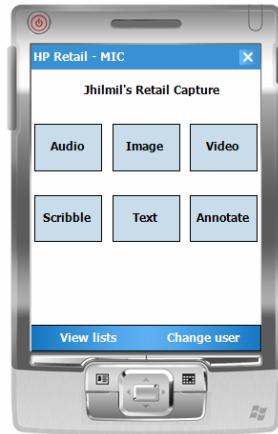 HP Retail - MIC
Jhilmil's Retail Capture
Audio Image Video
Scribble Text Annotate
View lists Change user